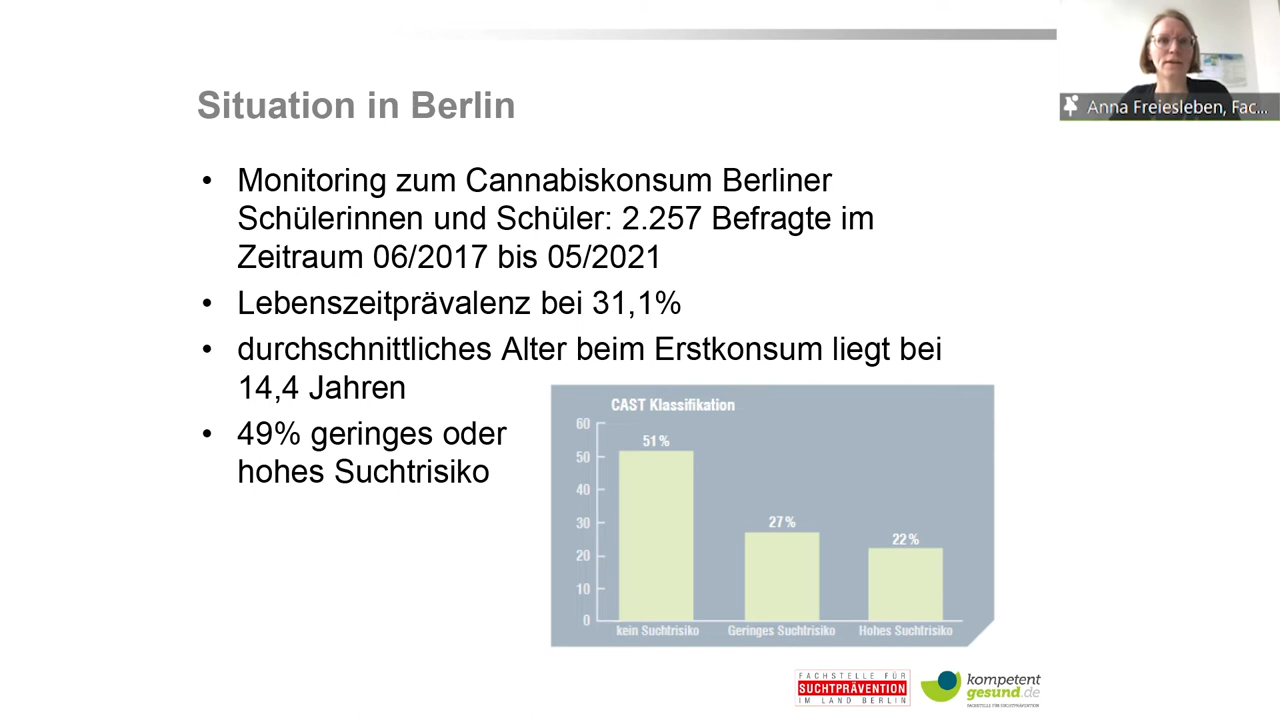 Anna Freiesleben, Fac...
Situation in Berlin
• Monitoring zum Cannabiskonsum Berliner
Schülerinnen und Schüler: 2.257 Befragte im
Zeitraum 06/2017 bis 05/2021
• Lebenszeitprävalenz bei 31,1%
• durchschnittliches Alter beim Erstkonsum liegt bei
14,4 Jahren
• 49% geringes oder
hohes Suchtrisiko
CAST Klassifikation
60
50
40
30
20
10
0
51 %
27 %
22 %
kein Suchtrisiko
Geringes Suchtrisiko
Hohes Suchtrisiko
FACHSTELLE FÜR
SUCHTPRÄVENTION
IM LAND BERLIN
kompetent
gesund.de
FACHSTELLE FÜR SUCHTPRÄVENTION